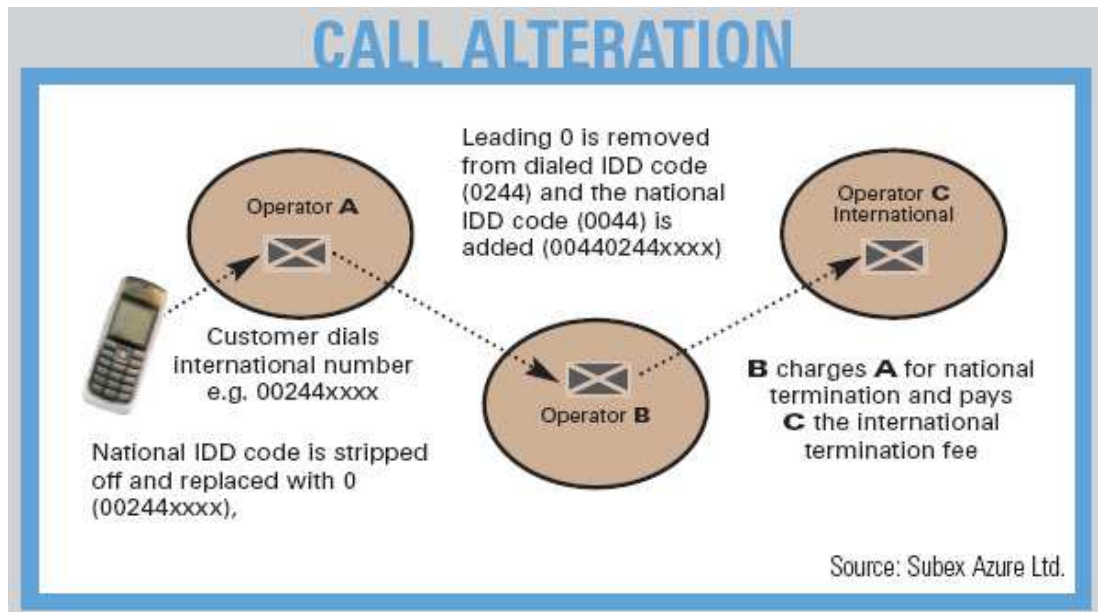 CALL ALTERATION
Operator A
Customer dials
international number
e.g. 00244xxxx
National IDD code is stripped
off and replaced with 0
(00244xxxx),
Leading 0 is removed
from dialed IDD code
(0244) and the national
IDD code (0044) is
added (00440244xxxx)
Operator B
Operator C
International
B charges A for national
termination and pays
C the international
termination fee
Source: Subex Azure Ltd.